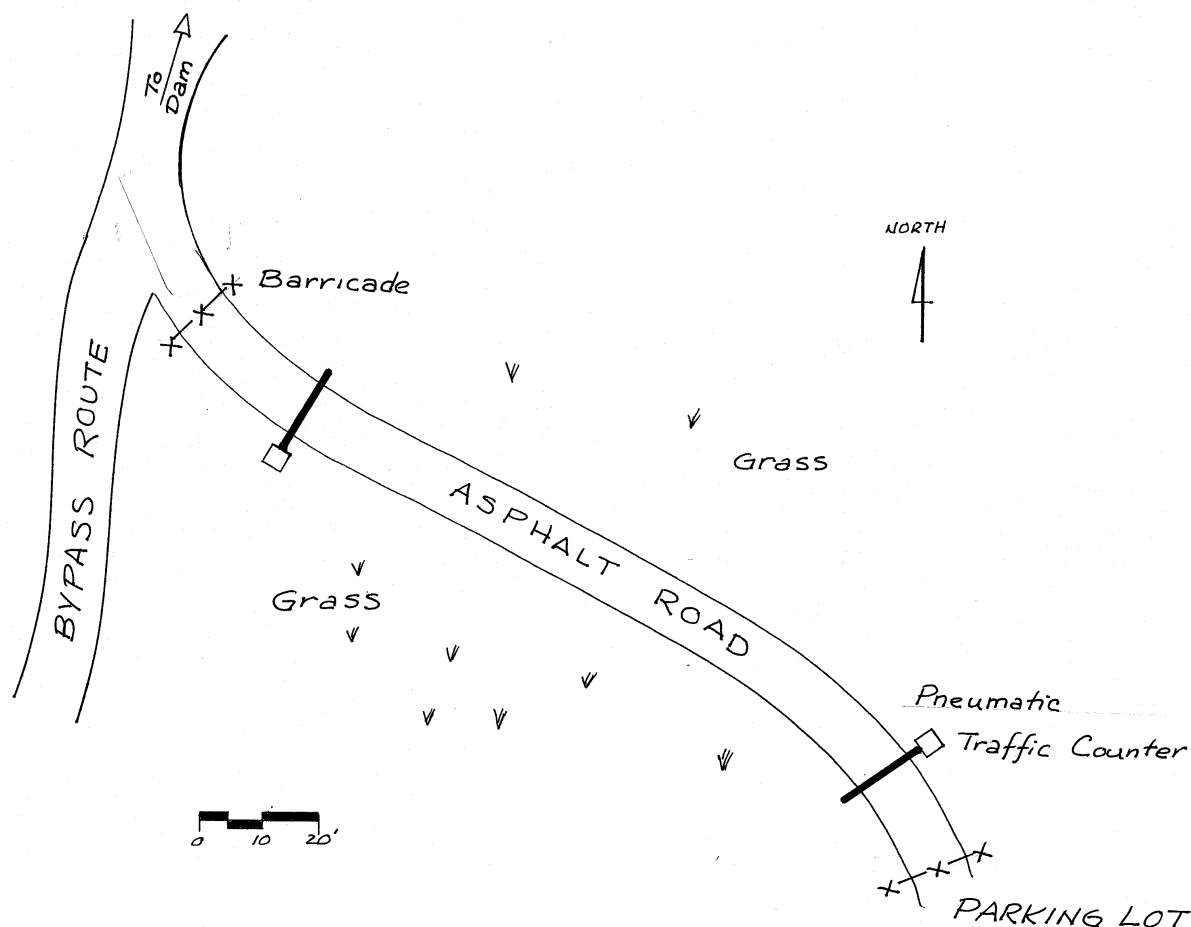 To
Dam
NORTH
Barricade
BYPASS ROUTE
Grass
ASPHALT ROAD
Grass
Pneumatic
Traffic Counter
0 10 20'
PARKING LOT